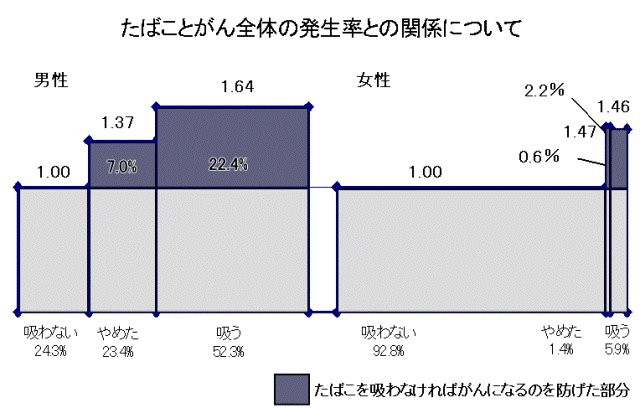 たばことがん全体の発生率との関係について
男性
女性
1.00
1.37
1.64
7.0%
22.4%
1.00
2.2%
1.46
1.47
0.6%
吸わない
24.3%
やめた
23.4%
吸う
52.3%
吸わない
92.8%
やめた
1.4%
吸う
5.9%
たばこを吸わなければがんになるのを防げた部分